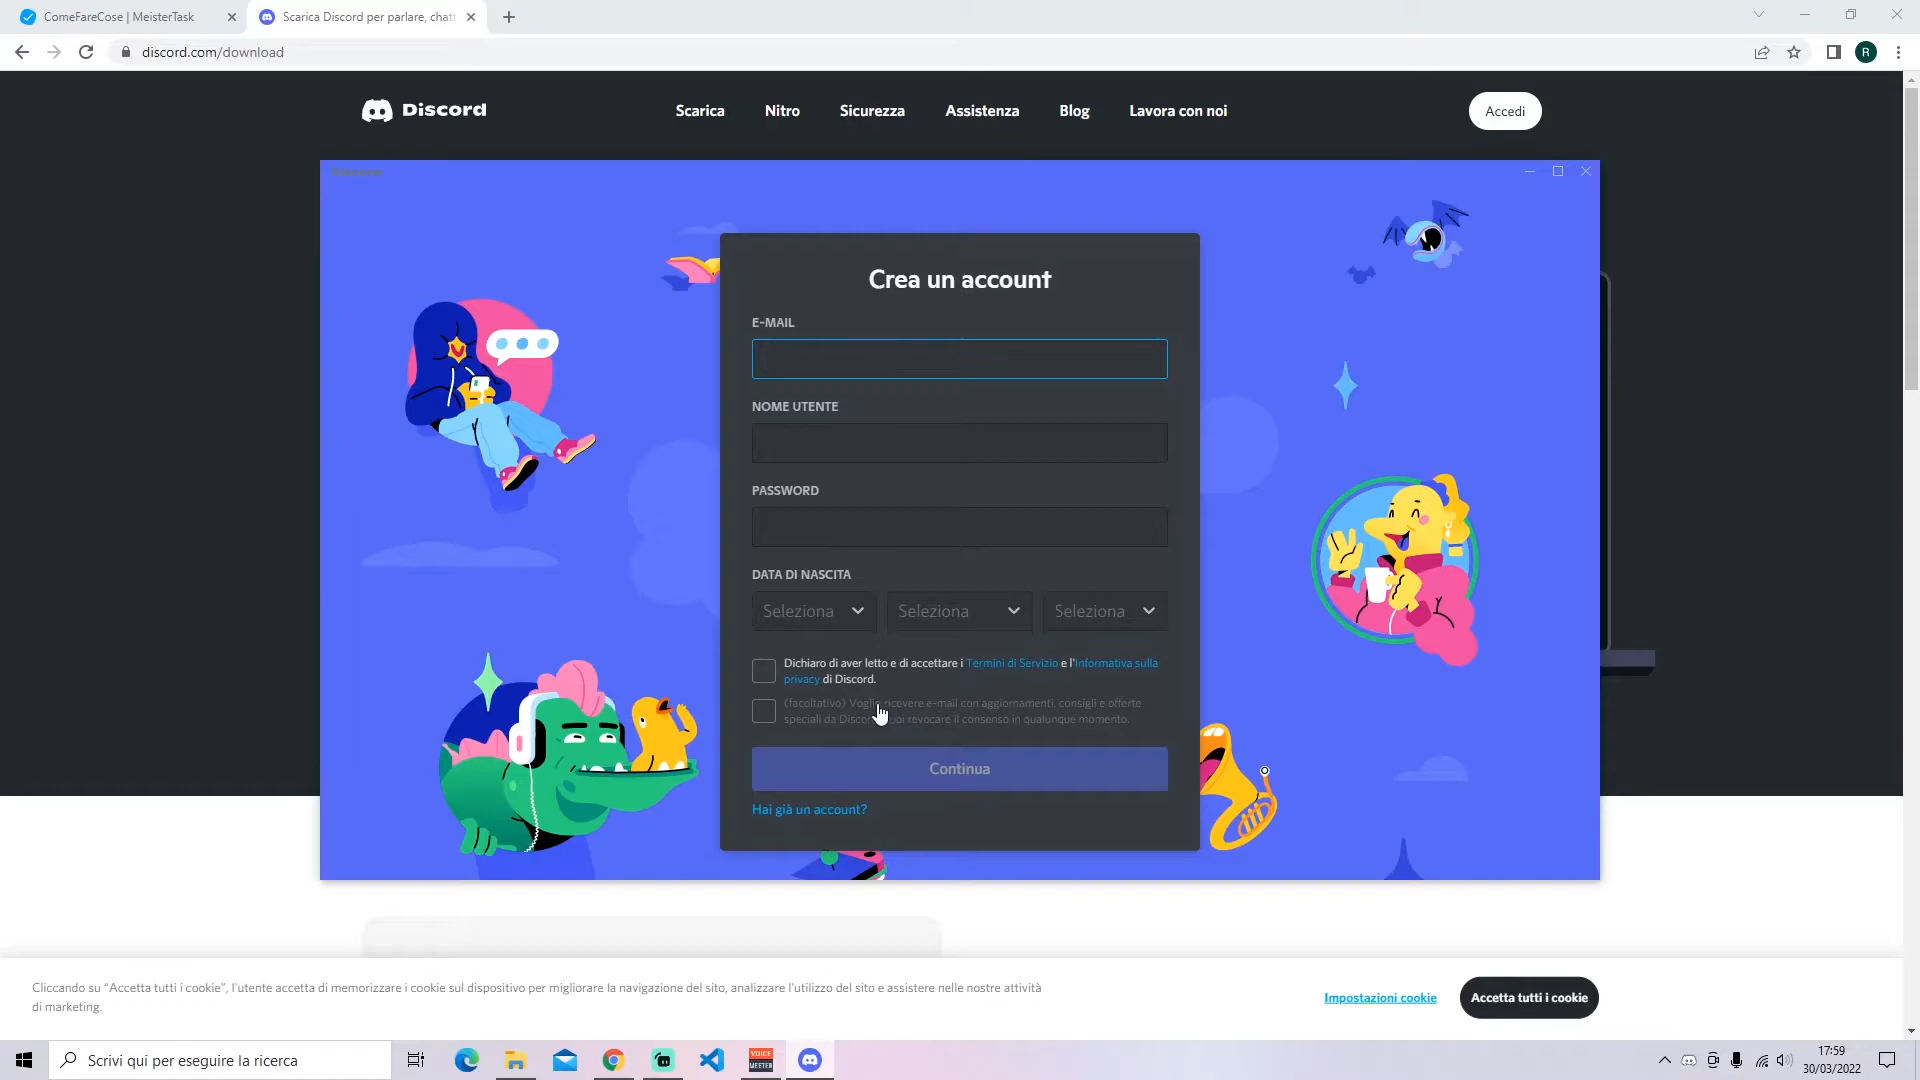 ComeFareCose | MeisterTask
Scarica Discord per parlare, chatt
discord.com/download
R
Discord
Scarica
Nitro
Sicurezza
Assistenza
Blog
Lavora con noi
Accedi
Discord
Crea un account
E-MAIL
NOME UTENTE
PASSWORD
DATA DI NASCITA
Seleziona
Seleziona
Seleziona
Dichiaro di aver letto e di accettare i Termini di Servizio e l'Informativa sulla
privacy di Discord.
(facoltativo) Voglio ricevere e-mail con aggiornamenti, consigli e offerte
speciali da Discord. Puoi revocare il consenso in qualunque momento.
Continua
Hai già un account?
Cliccando su “Accetta tutti i cookie”, l'utente accetta di memorizzare i cookie sul dispositivo per migliorare la navigazione del sito, analizzare l'utilizzo del sito e assistere nelle nostre attività
di marketing.
Impostazioni cookie
Accetta tutti i cookie
Scrivi qui per eseguire la ricerca
VOICE
MEETER
17:59
30/03/2022